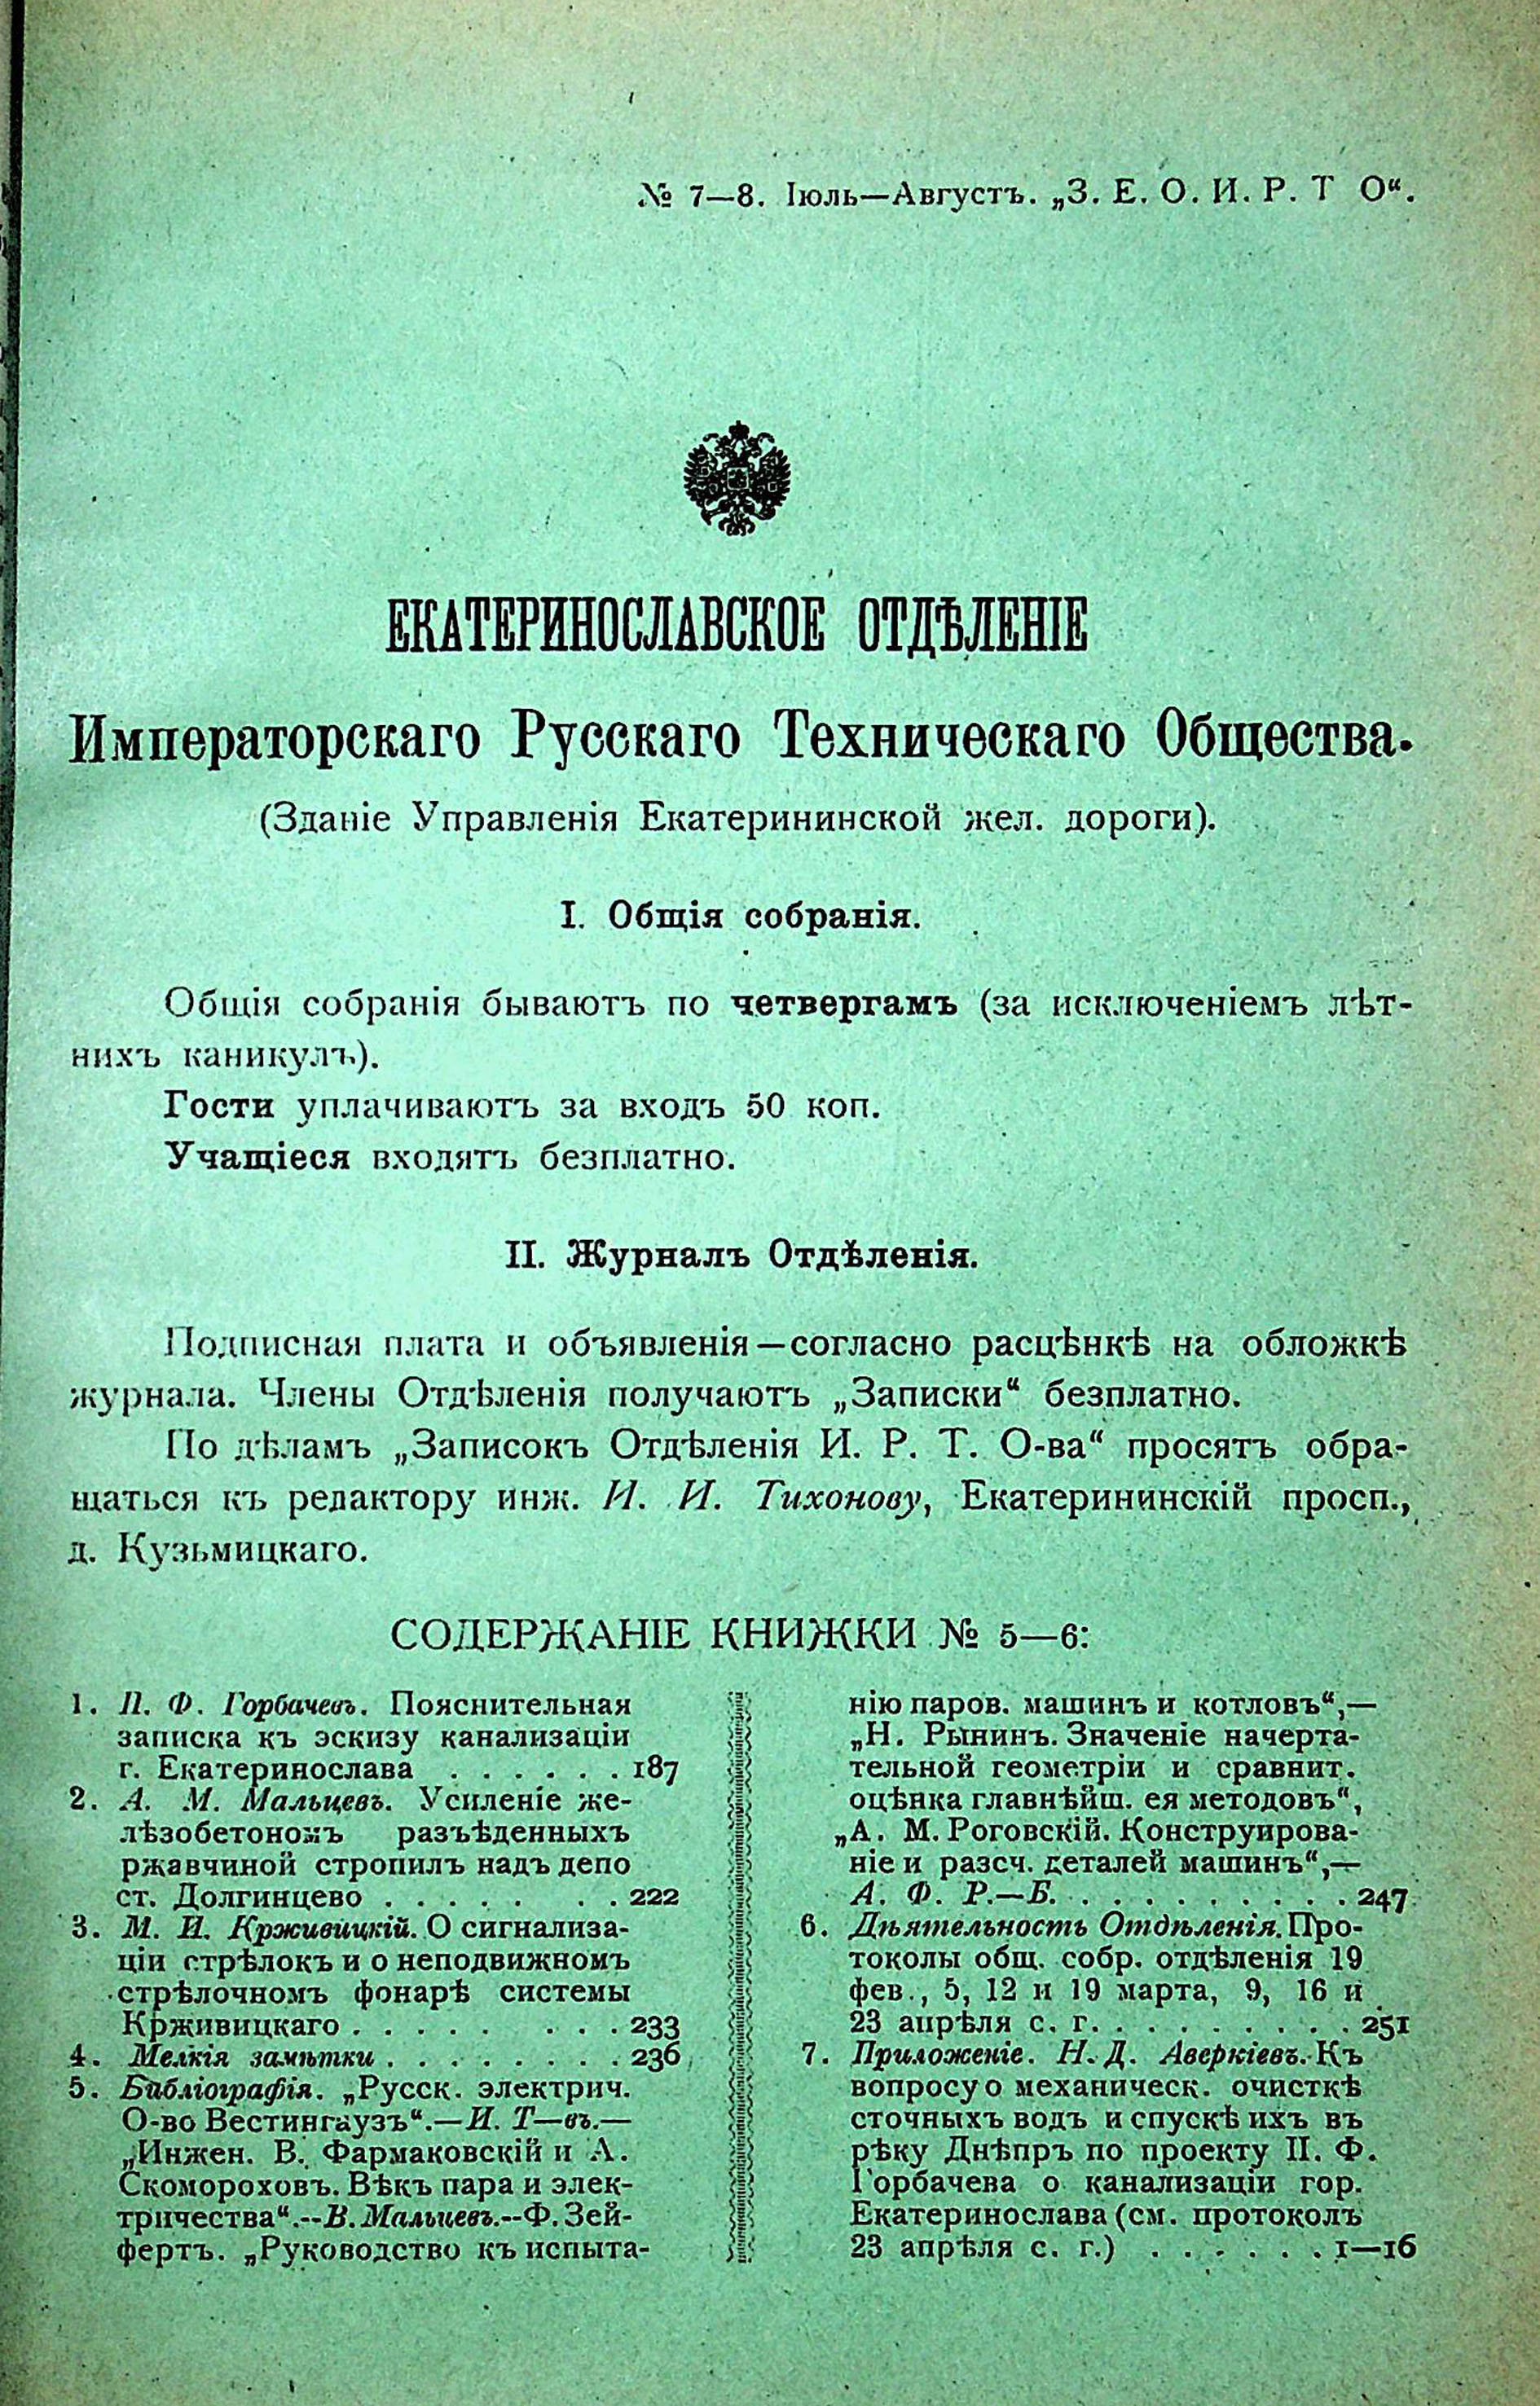 № 7—8. Іюль—Августъ. „З. Е. О. И. Р. Т О“.
ЕКАТЕРИНОСЛАВСКОЕ ОТДѢЛЕНІЕ
Императорскаго Русскаго Техническаго Общества.
(Зданіе Управленія Екатерининской жел. дороги).
I. Общія собранія.
Общія собранія бываютъ по четвергамъ (за исключеніемъ лѣт-
нихъ каникулъ).
Гости уплачиваютъ за входъ 50 коп.
Учащіеся входятъ безплатно.
II. Журналъ Отдѣленія.
Подписная плата и объявленія—согласно расцѣнкѣ на обложкѣ
журнала. Члены Отдѣленія получаютъ „Записки“ безплатно.
По дѣламъ „Записокъ Отдѣленія И. Р. Т. О-ва“ просятъ обра-
щаться къ редактору инж. И. И. Тихонову, Екатерининскій просп.,
д. Кузьмицкаго.
СОДЕРЖАНІЕ КНИЖКИ № 5—6:
1. П. Ф. Горбачевъ. Пояснительная
записка къ эскизу канализаціи
г. Екатеринослава . . . . . . 187
2. А. М. Мальцевъ. Усиленіе же-
лѣзобетономъ разъѣденныхъ
ржавчиной стропилъ надъ депо
ст. Долгинцево . . . . . . . 222
3. М. И. Крживицкій. О сигнализа-
ціи стрѣлокъ и о неподвижномъ
стрѣлочномъ фонарѣ системы
Крживицкаго . . . . . . . . 233
4. Мелкія замѣтки . . . . . . . . 236
5. Библіографія. „Русск. электрич.
О-во Вестингаузъ“.—И. Т—въ.—
„Инжен. В. Фармаковскій и А.
Скомороховъ. Вѣкъ пара и элек-
тричества“.--В. Мальцевъ.--Ф. Зей-
фертъ. „Руководство къ испыта-
нію паров. машинъ и котловъ“,—
„Н. Рынинъ. Значеніе начерта-
тельной геометріи и сравнит.
оцѣнка главнѣйш. ея методовъ“,
„А. М. Роговскій. Конструирова-
ніе и разсч. деталей машинъ“,—
А. Ф. Р.—Б. . . . . . . . . . 247
6. Дѣятельность Отдѣленія. Про-
токолы общ. собр. отдѣленія 19
фев., 5, 12 и 19 марта, 9, 16 и
23 апрѣля с. г. . . . . . . . . 251
7. Приложеніе. Н. Д. Аверкіевъ. Къ
вопросу о механическ. очисткѣ
сточныхъ водъ и спускѣ ихъ въ
рѣку Днѣпръ по проекту П. Ф.
Горбачева о канализаціи гор.
Екатеринослава (см. протоколъ
23 апрѣля с. г.) . . . . . . . 1—16